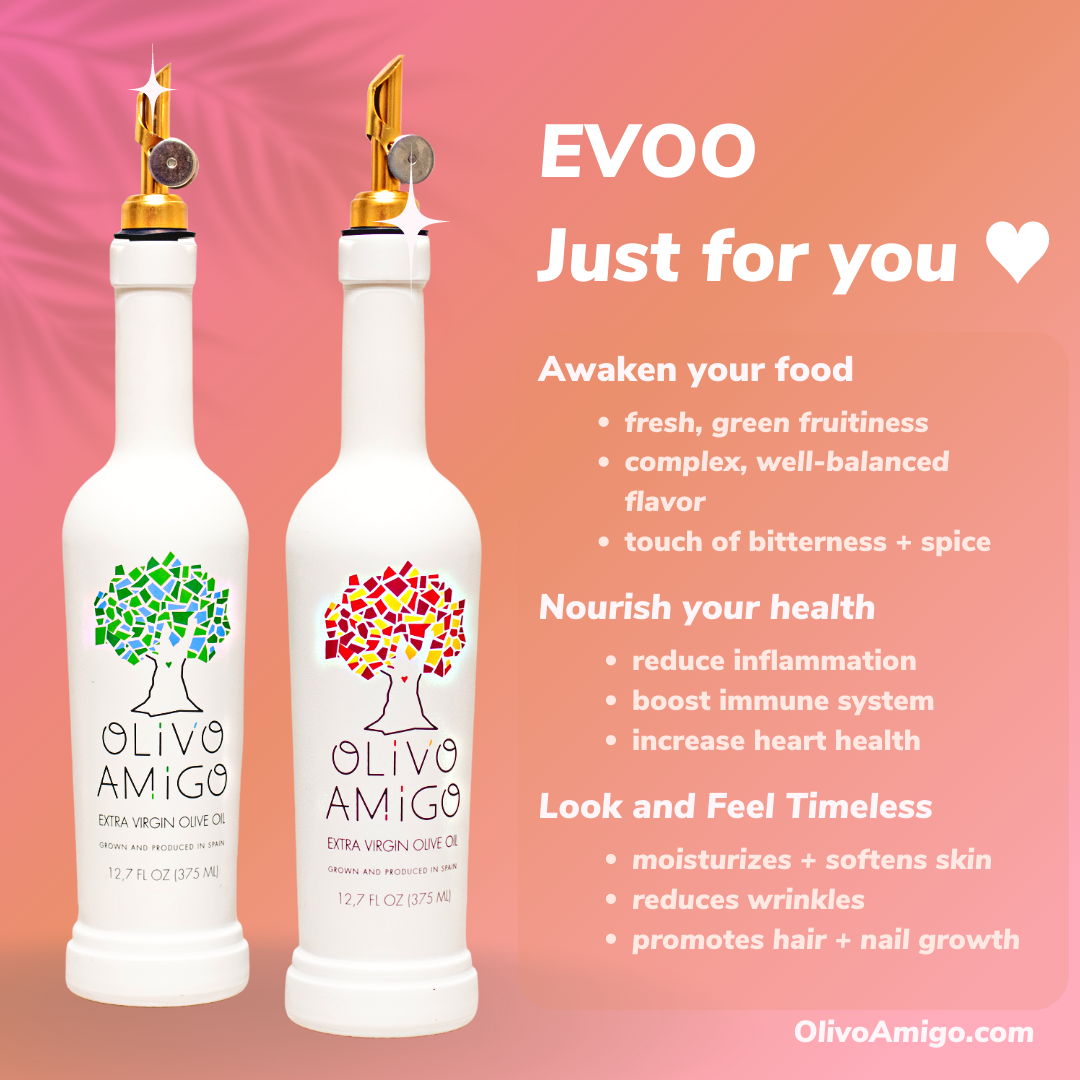 EVOO
Just for you ♥
Awaken your food
• fresh, green fruitiness
• complex, well-balanced
flavor
• touch of bitterness + spice
Nourish your health
• reduce inflammation
• boost immune system
• increase heart health
Look and Feel Timeless
• moisturizes + softens skin
• reduces wrinkles
• promotes hair + nail growth
OlivoAmigo.com
OLiVO
AMiGO
EXTRA VIRGIN OLIVE OIL
GROWN AND PRODUCED IN SPAIN
12,7 FL OZ (375 ML)
OLiVO
AMiGO
EXTRA VIRGIN OLIVE OIL
GROWN AND PRODUCED IN SPAIN
12,7 FL OZ (375 ML)